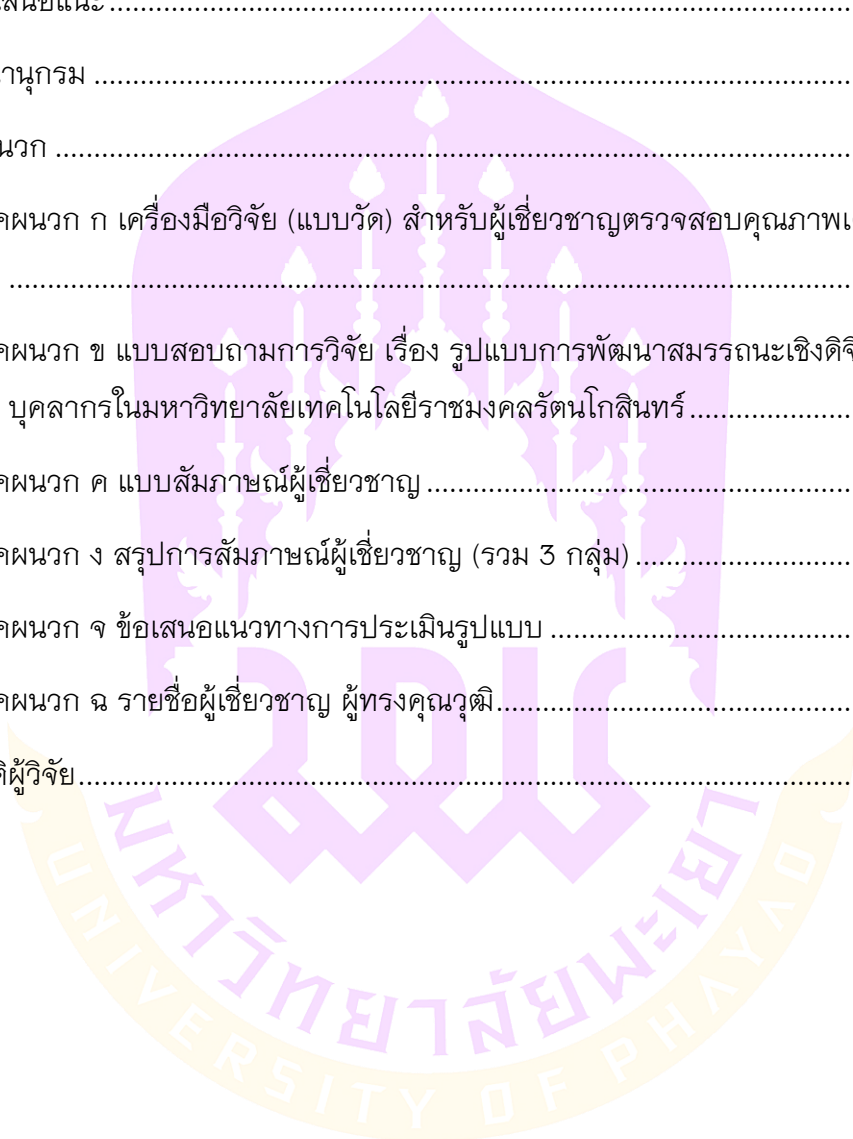 เสนอแนะ................................................................................................
านุกรม ................................................................................................
นวก ................................................................................................
คผนวก ก เครื่องมือวิจัย (แบบวัด) สำหรับผู้เชี่ยวชาญตรวจสอบคุณภาพเ
................................................................................................
คผนวก ข แบบสอบถามการวิจัย เรื่อง รูปแบบการพัฒนาสมรรถนะเชิงดิจิ
บุคลากรในมหาวิทยาลัยเทคโนโลยีราชมงคลรัตนโกสินทร์.....................
คผนวก ค แบบสัมภาษณ์ผู้เชี่ยวชาญ ......................................................
คผนวก ง สรุปการสัมภาษณ์ผู้เชี่ยวชาญ (รวม 3 กลุ่ม)............................
คผนวก จ ข้อเสนอแนวทางการประเมินรูปแบบ .......................................
คผนวก ฉ รายชื่อผู้เชี่ยวชาญ ผู้ทรงคุณวุฒิ..............................................
ติผู้วิจัย................................................................................................
มหาวิทยาลัยพะเยา
UNIVERSITY OF PHAYAO